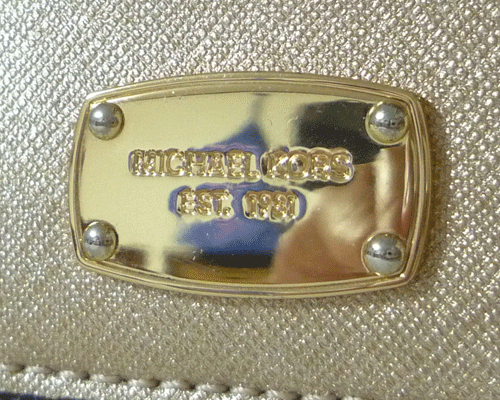 MICHAEL KORS
EST. 1981